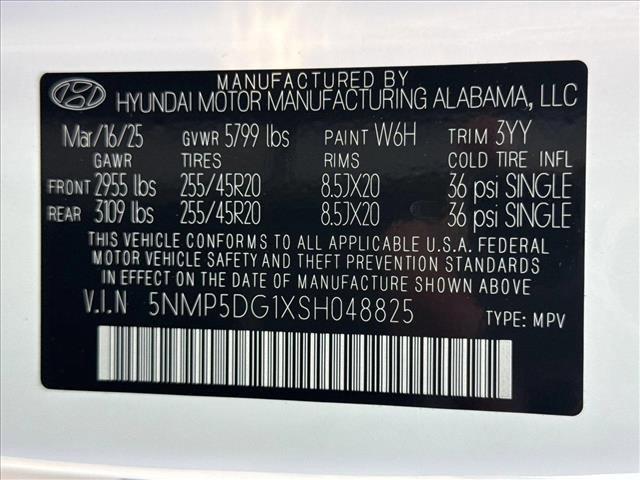 MANUFACTURED BY
HYUNDAI MOTOR MANUFACTURING ALABAMA, LLC
Mar/16/25 GVWR 5799 lbs PAINT W6H TRIM 3YY
GAWR TIRES RIMS COLD TIRE INFL
FRONT 2955 lbs 255/45R20 8.5JX20 36 psi SINGLE
REAR 3109 lbs 255/45R20 8.5JX20 36 psi SINGLE
THIS VEHICLE CONFORMS TO ALL APPLICABLE U.S.A. FEDERAL
MOTOR VEHICLE SAFETY AND THEFT PREVENTION STANDARDS
IN EFFECT ON THE DATE OF MANUFACTURE SHOWN ABOVE
V.I.N 5NMP5DG1XSH048825 TYPE: MPV